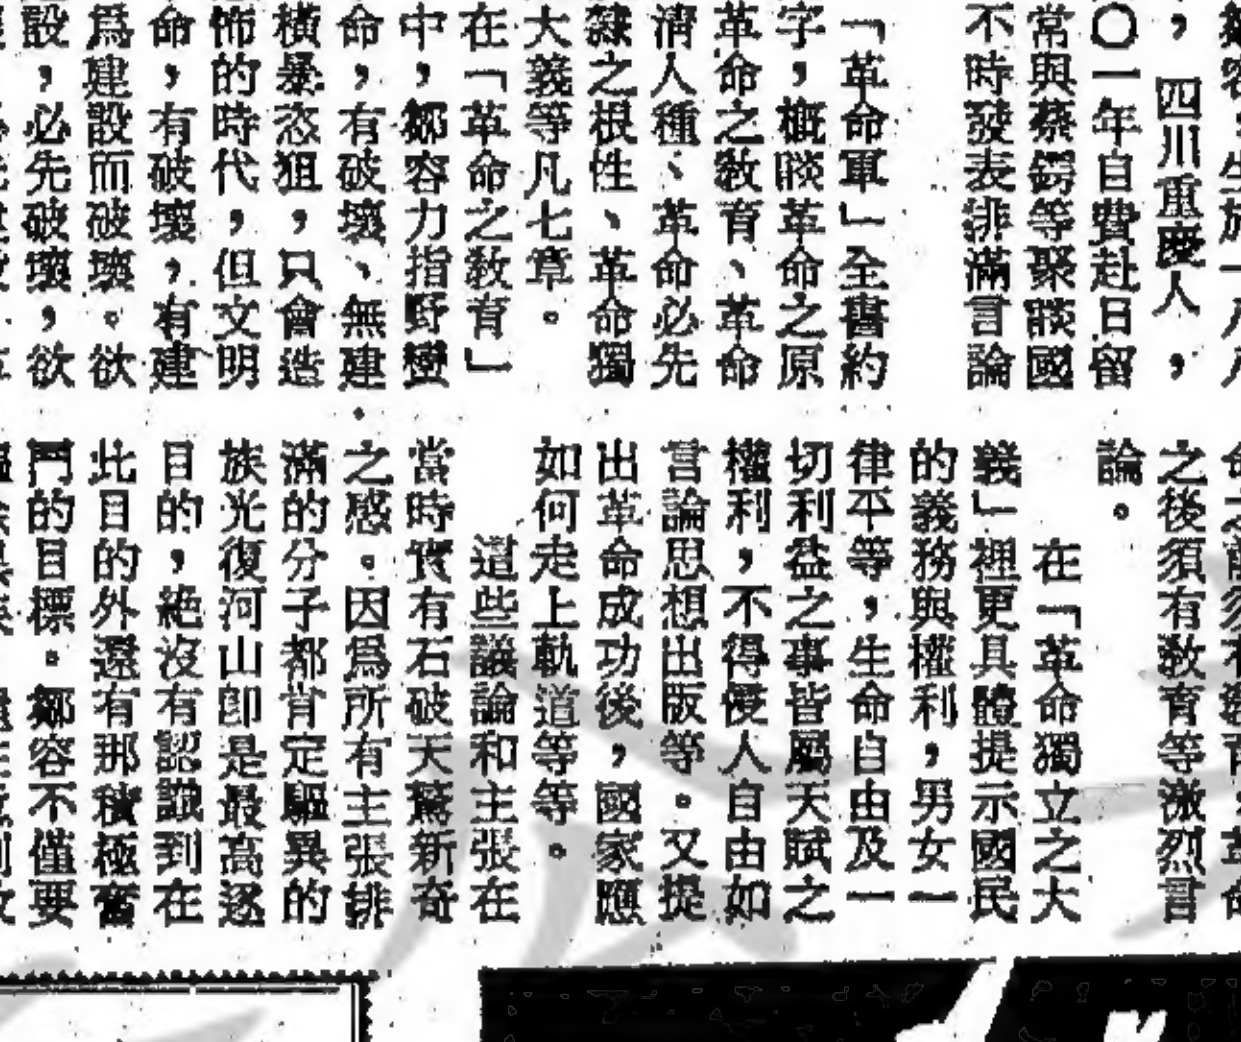 ，四川重慶人，
〇一年自費赴日留
常與蔡鍔等聚談國
不時發表排滿言論
「革命軍」全書約
字，概談革命之原
革命之教育、革命
清人種、革命必先
隸之根性、革命獨
大義等凡七章。
在「革命之教育」
中，鄒容力指野蠻
命，有破壞、無建
橫暴恣狙，只會造
怖的時代，但文明
命，有破壞，有建
爲建設而破壞。欲
設，必先破壞，欲
之後須有教育等激烈言
論。
在「革命獨立之大
義」裡更具體提示國民
的義務與權利，男女一
律平等，生命自由及一
切利益之事皆屬天賦之
權利，不得侵人自由如
言論思想出版等。又提
出革命成功後，國家應
如何走上軌道等等。
這些議論和主張在
當時實有石破天驚新奇
之感。因爲所有主張排
滿的分子都肯定驅異的
族光復河山即是最高逐
目的，絶沒有認識到在
此目的外還有那積極奮
鬥的目標。鄒容不僅要